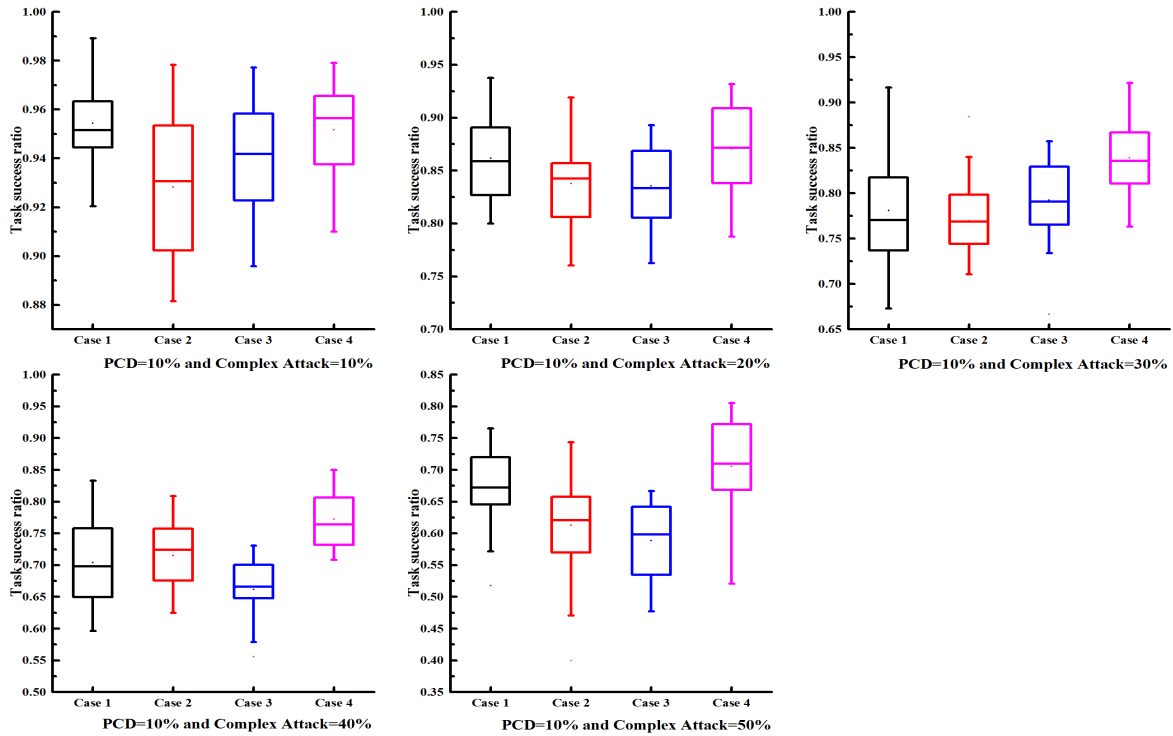 1.00
0.98
0.96
0.94
0.92
0.90
0.88
Task success ratio
Case 1 Case 2 Case 3 Case 4
PCD=10% and Complex Attack=10%
1.00
0.95
0.90
0.85
0.80
0.75
0.70
Task success ratio
Case 1 Case 2 Case 3 Case 4
PCD=10% and Complex Attack=20%
1.00
0.95
0.90
0.85
0.80
0.75
0.70
0.65
Task success ratio
Case 1 Case 2 Case 3 Case 4
PCD=10% and Complex Attack=30%
1.00
0.95
0.90
0.85
0.80
0.75
0.70
0.65
0.60
0.55
0.50
Task success ratio
Case 1 Case 2 Case 3 Case 4
PCD=10% and Complex Attack=40%
0.85
0.80
0.75
0.70
0.65
0.60
0.55
0.50
0.45
0.40
0.35
Task success ratio
Case 1 Case 2 Case 3 Case 4
PCD=10% and Complex Attack=50%